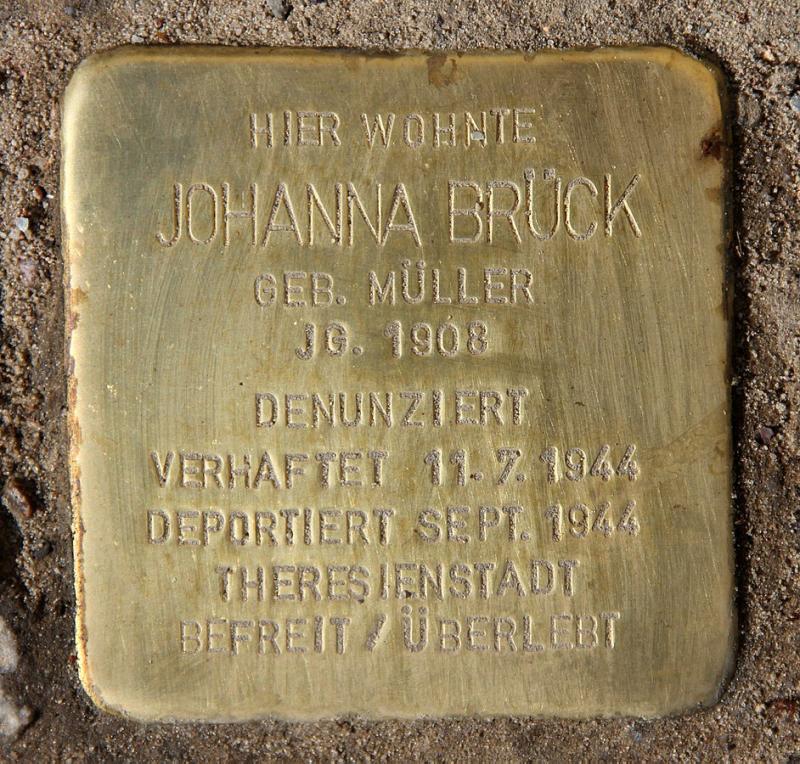 HIER WOHNTE
JOHANNA BRÜCK
GEB. MÜLLER
JG. 1908
DENUNZIERT
VERHAFTET 11.7.1944
DEPORTIERT SEPT. 1944
THERESIENSTADT
BEFREIT / ÜBERLEBT